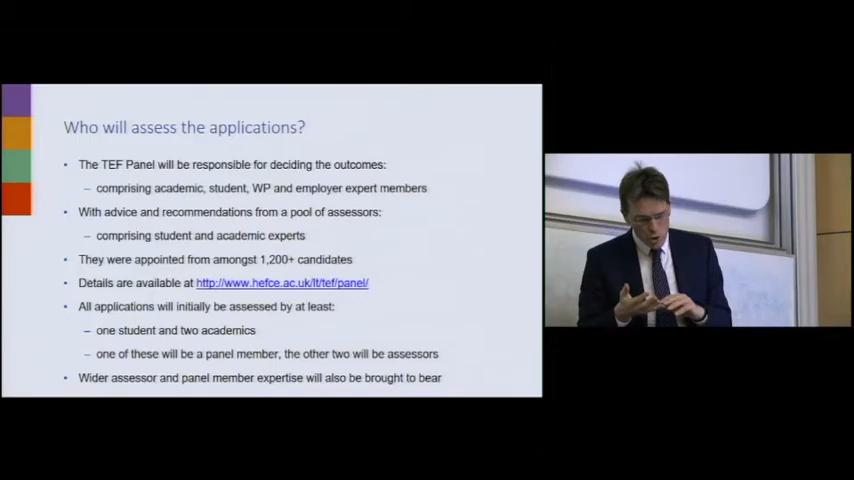 Who will assess the applications?
• The TEF Panel will be responsible for deciding the outcomes:
– comprising academic, student, WP and employer expert members
• With advice and recommendations from a pool of assessors:
– comprising student and academic experts
• They were appointed from amongst 1,200+ candidates
• Details are available at http://www.hefce.ac.uk/lt/tef/panel/
• All applications will initially be assessed by at least:
– one student and two academics
– one of these will be a panel member, the other two will be assessors
• Wider assessor and panel member expertise will also be brought to bear